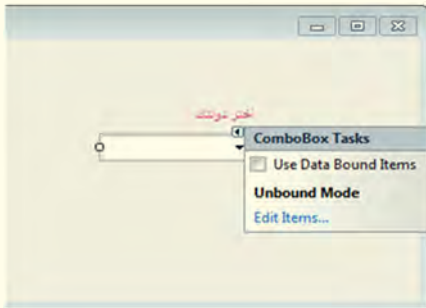 اختر دولتك
ComboBox Tasks
Use Data Bound Items
Unbound Mode
Edit Items...